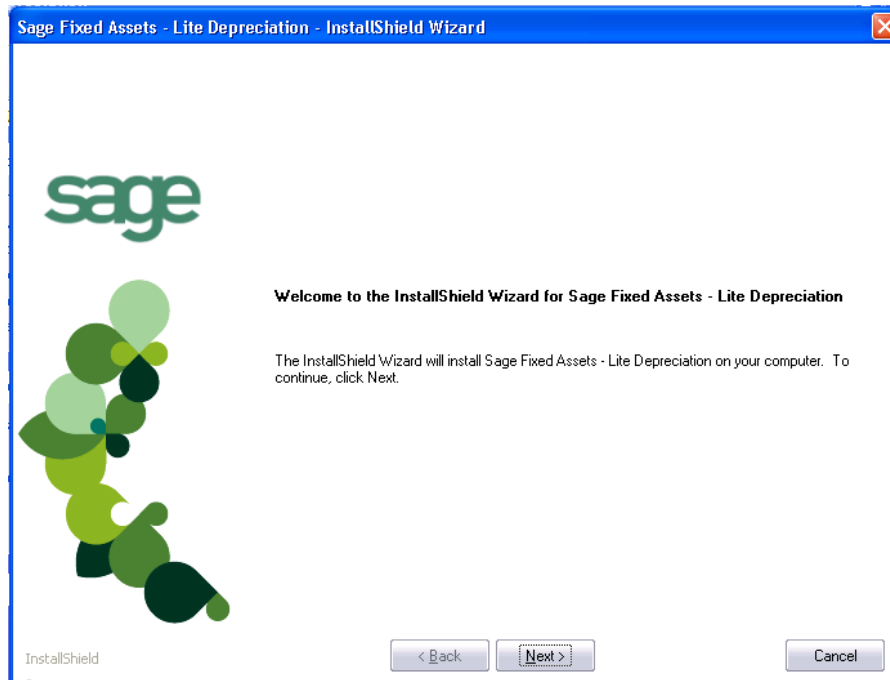 Sage Fixed Assets - Lite Depreciation - InstallShield Wizard
sage
Welcome to the InstallShield Wizard for Sage Fixed Assets - Lite Depreciation
The InstallShield Wizard will install Sage Fixed Assets - Lite Depreciation on your computer.  To
continue, click Next.
InstallShield
< Back
Next >
Cancel